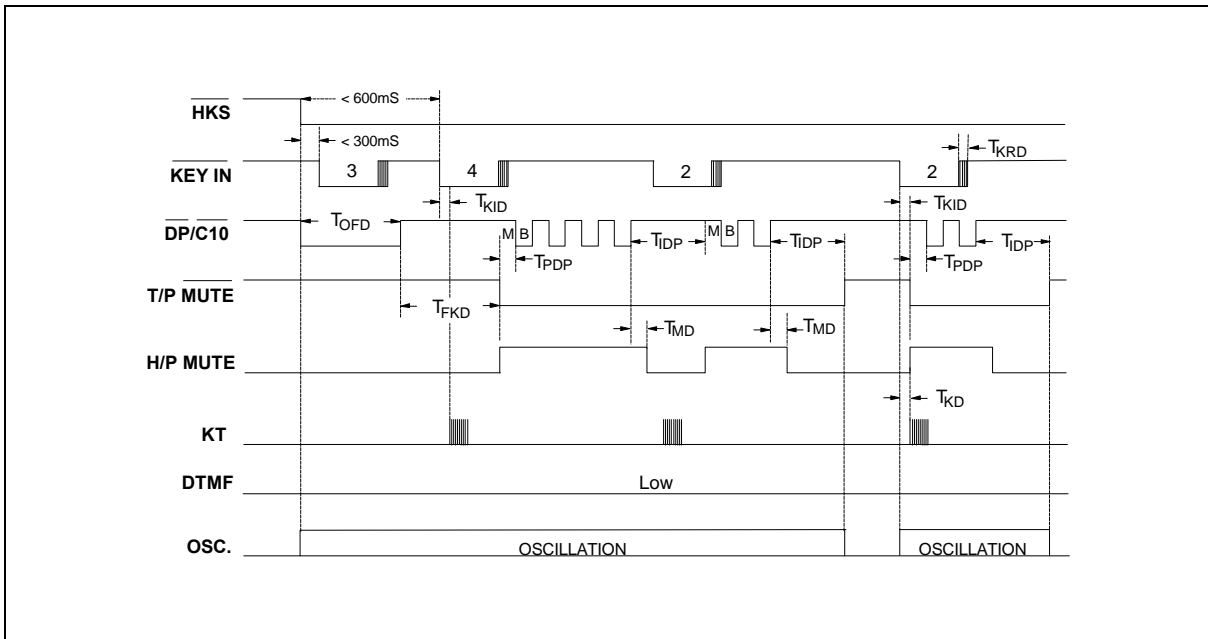 HKS
< 600mS
< 300mS
TKRD
KEY IN
3
4
2
2
TKID
TKID
DP/C10
TOFD
M B
TIDP
M B
TIDP
TIDP
TPDP
TPDP
T/P MUTE
TFKD
TMD
TMD
H/P MUTE
TKD
KT
DTMF
Low
OSC.
OSCILLATION
OSCILLATION